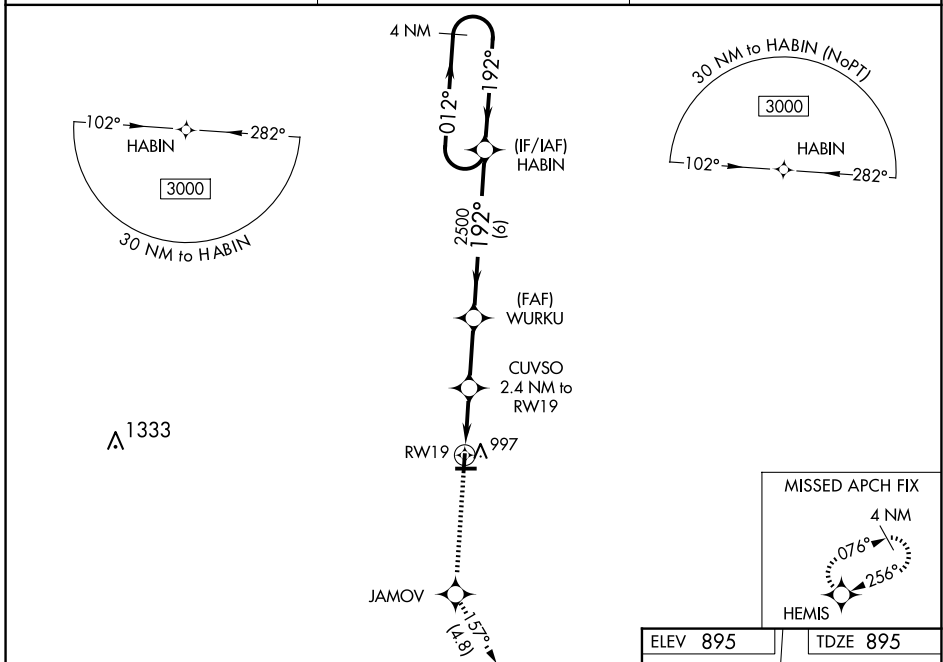 4 NM
012°
192°
102°
282°
HABIN
3000
30 NM to HABIN
(IF/IAF)
HABIN
30 NM to HABIN (NoPT)
3000
HABIN
102°
282°
2500
192°
(6)
(FAF)
WURKU
CUVSO
2.4 NM to
RW19
1333
RW19
997
JAMOV
157°
(4.8)
MISSED APCH FIX
4 NM
076°
256°
HEMIS
ELEV 895
TDZE 895